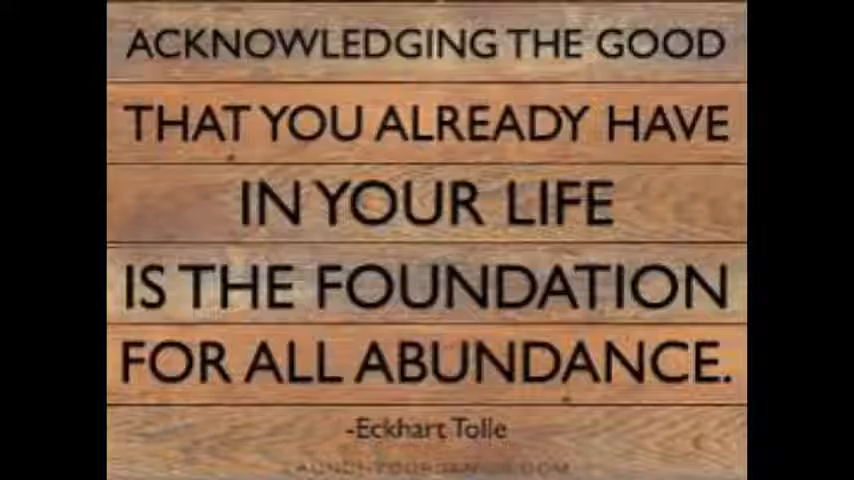 ACKNOWLEDGING THE GOOD
THAT YOU ALREADY HAVE
IN YOUR LIFE
IS THE FOUNDATION
FOR ALL ABUNDANCE.
-Eckhart Tolle